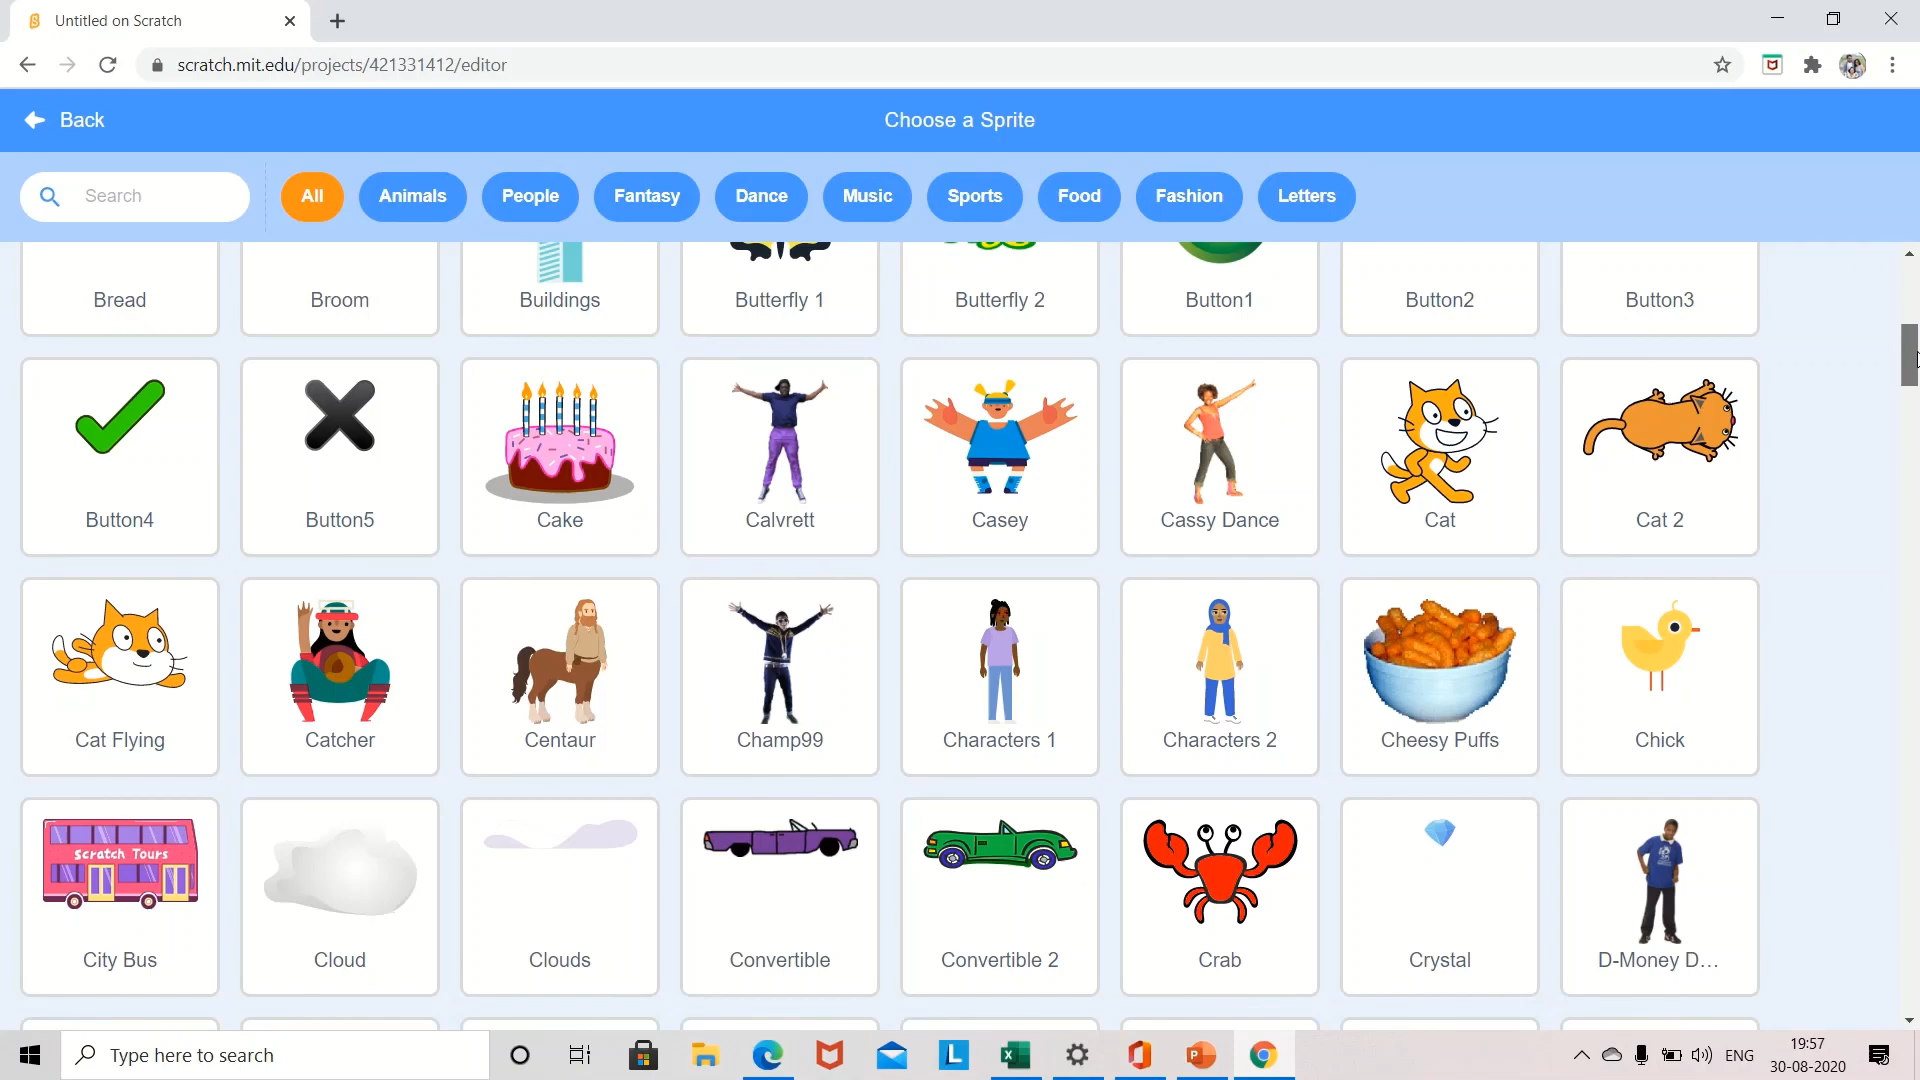 Untitled on Scratch
scratch.mit.edu/projects/421331412/editor
Back
Choose a Sprite
Search
All
Animals
People
Fantasy
Dance
Music
Sports
Food
Fashion
Letters
Bread
Broom
Buildings
Butterfly 1
Butterfly 2
Button1
Button2
Button3
Button4
Button5
Cake
Calvrett
Casey
Cassy Dance
Cat
Cat 2
Cat Flying
Catcher
Centaur
Champ99
Characters 1
Characters 2
Cheesy Puffs
Chick
Scratch Tours
City Bus
Cloud
Clouds
Convertible
Convertible 2
Crab
Crystal
D-Money D...
Type here to search
ENG
19:57
30-08-2020